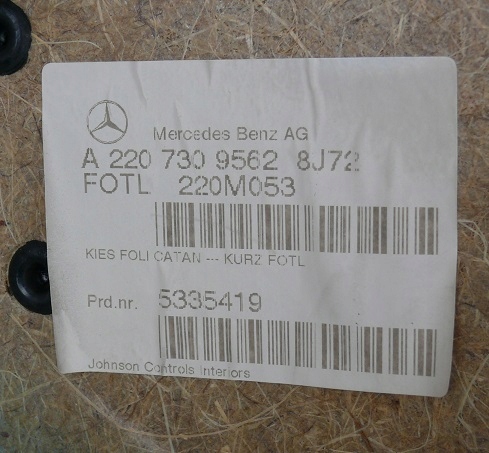 Mercedes Benz AG
A 220 730 9562 8J72
FOTL 220M053
KIES FOLI CATAN --- KURZ FOTL
Prd.nr. 5335419
Johnson Controls Interiors